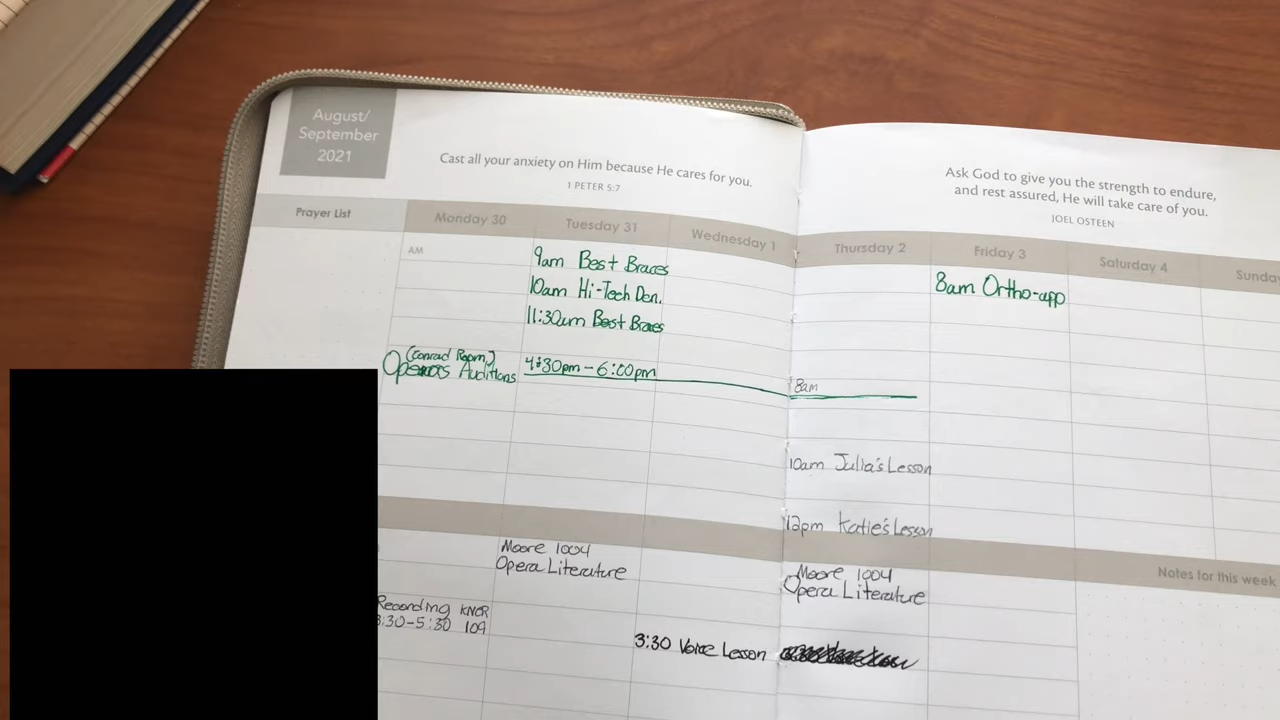 August/
September
2021
Cast all your anxiety on Him because He cares for you.
1 PETER 5:7
Ask God to give you the strength to endure,
and rest assured, He will take care of you.
JOEL OSTEEN
Prayer List
Monday 30
Tuesday 31
Wednesday 1
Thursday 2
Friday 3
Saturday 4
Sunda
AM
9am Best Braces
10am Hi-Tech Den.
11:30am Best Braces
8am Ortho-app
(Conrad Room)
Auditions
4:30pm - 6:00pm
8am
10am Julia's Lesson
12pm Katie's Lesson
Moore 1004
Opera Literature
Moore 1004
Opera Literature
Notes for this week
Recording KNOR
3:30-5:30 109
3:30 Voice Lesson